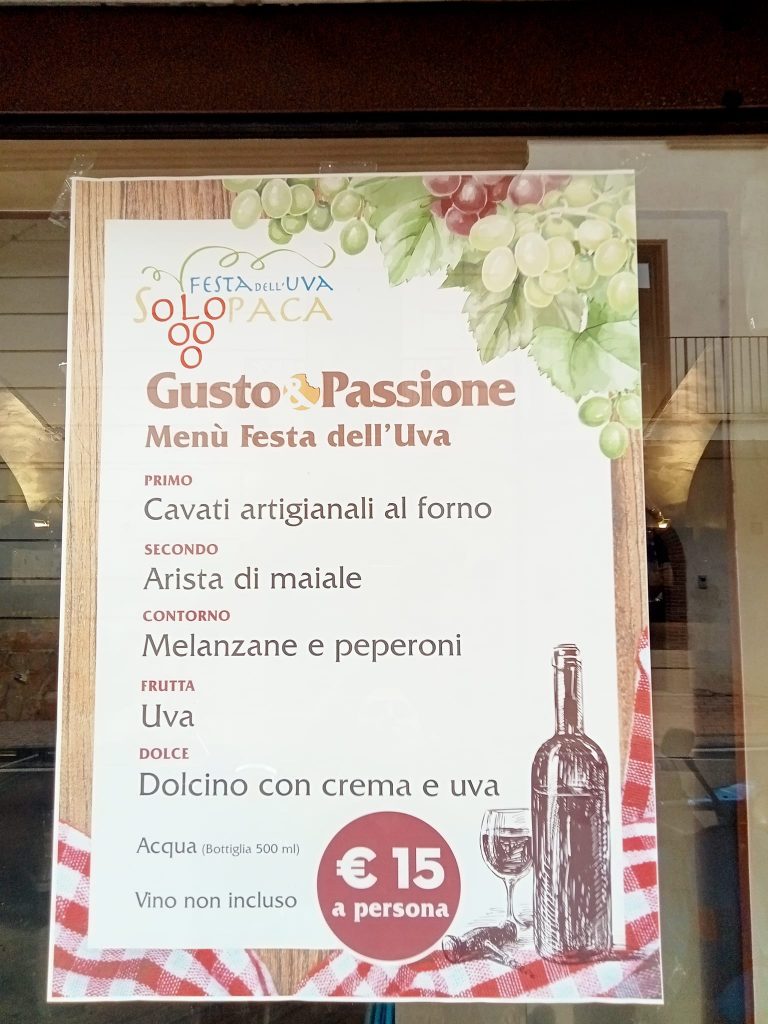 FESTA DELL'UVA
SOLOPACA
Gusto&Passione
Menù Festa dell'Uva
PRIMO
Cavati artigianali al forno
SECONDO
Arista di maiale
CONTORNO
Melanzane e peperoni
FRUTTA
Uva
DOLCE
Dolcino con crema e uva
Acqua (Bottiglia 500 ml)
Vino non incluso
€ 15
a persona